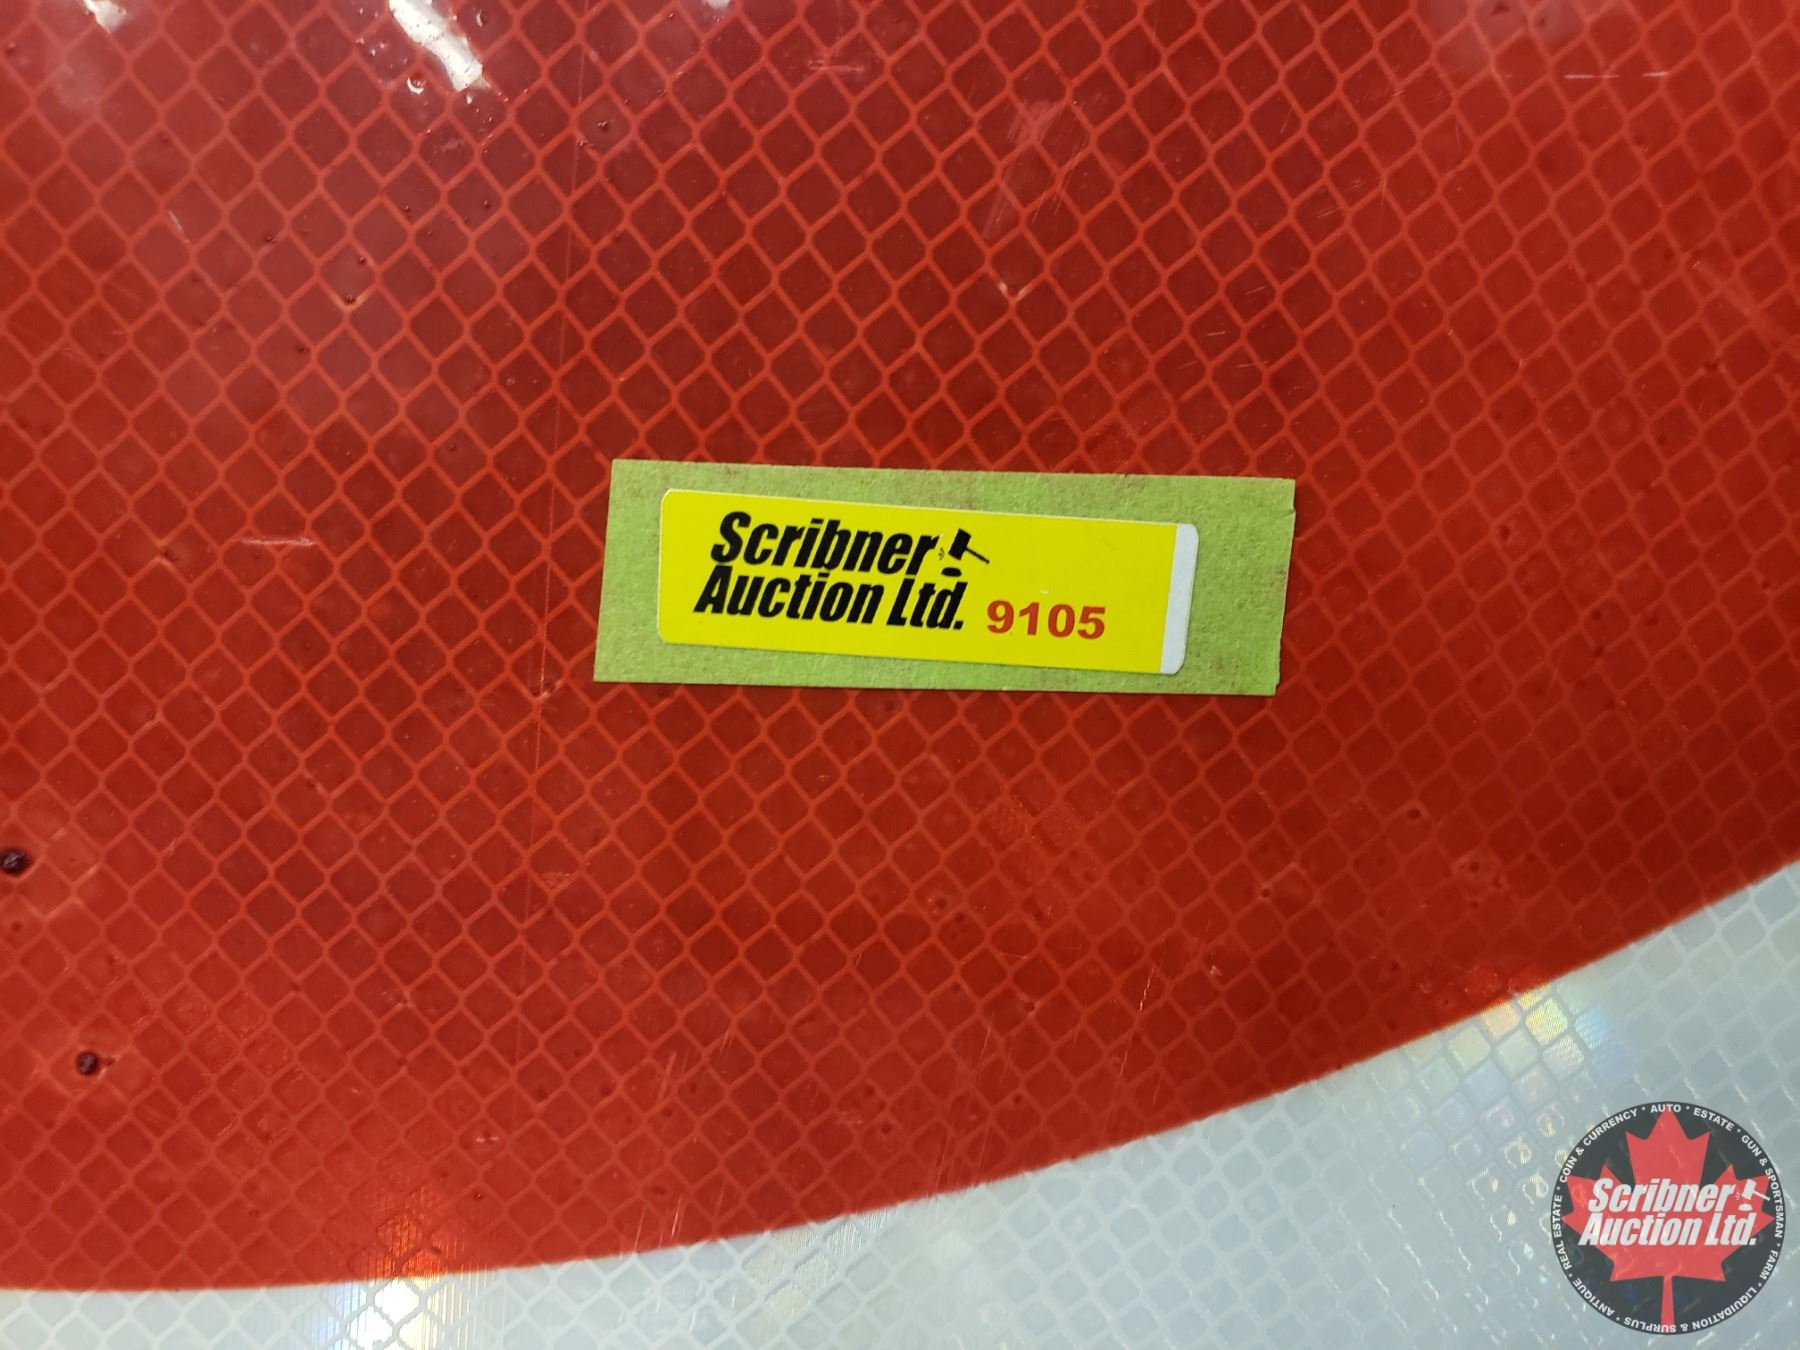 Scribner
Auction Ltd. 9105
COIN & CURRENCY * AUTO * ESTATE * GUN & SPORTSMAN * FARM * LIQUIDATION & SURPLUS * ANTIQUE * REAL ESTATE *
Scribner
Auction Ltd.